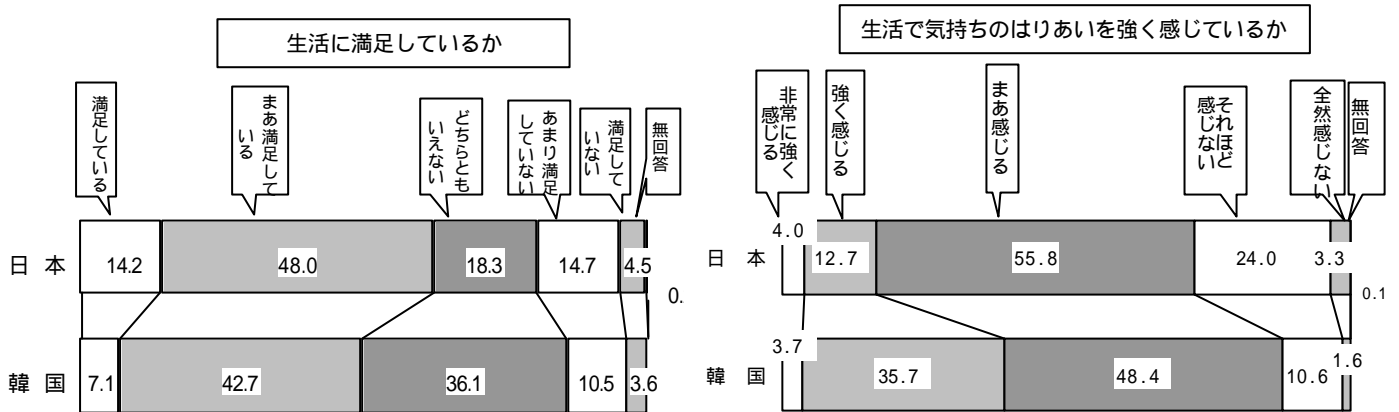 生活に満足しているか
満足している
まあ満足して
いる
どちらとも
いえない
あまり満足
していない
満足して
いない
無回答
日 本
14.2
48.0
18.3
14.7
4.5
0.
韓 国
7.1
42.7
36.1
10.5
3.6
生活で気持ちのはりあいを強く感じているか
非常に強く
感じる
強く感じる
まあ感じる
それほど
感じない
全然感じない
無回答
日 本
4.0
12.7
55.8
24.0
3.3
0.1
韓 国
3.7
35.7
48.4
10.6
1.6